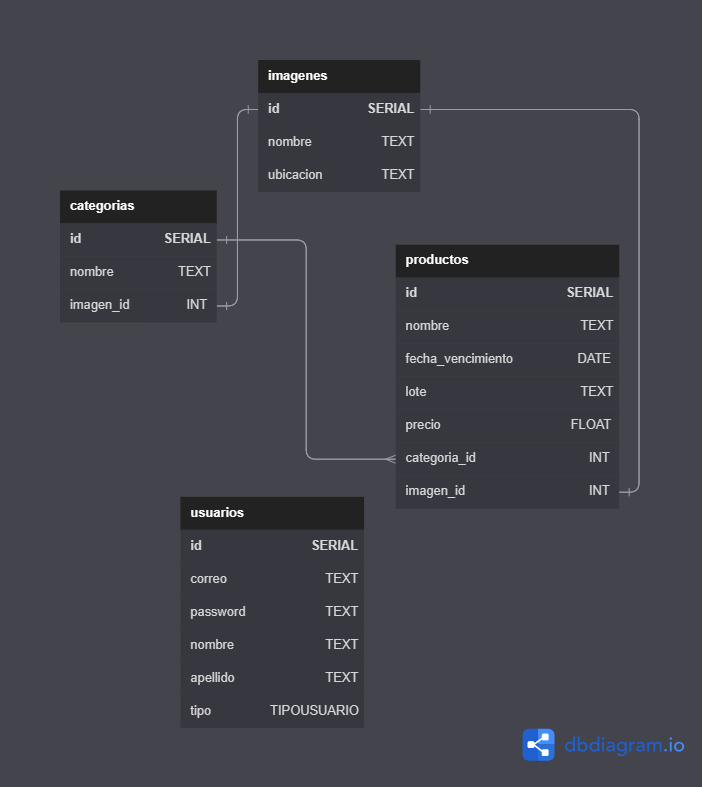 imagenes
id SERIAL
nombre TEXT
ubicacion TEXT
categorias
id SERIAL
nombre TEXT
imagen_id INT
productos
id SERIAL
nombre TEXT
fecha_vencimiento DATE
lote TEXT
precio FLOAT
categoria_id INT
imagen_id INT
usuarios
id SERIAL
correo TEXT
password TEXT
nombre TEXT
apellido TEXT
tipo TIPOUSUARIO
dbdiagram.io